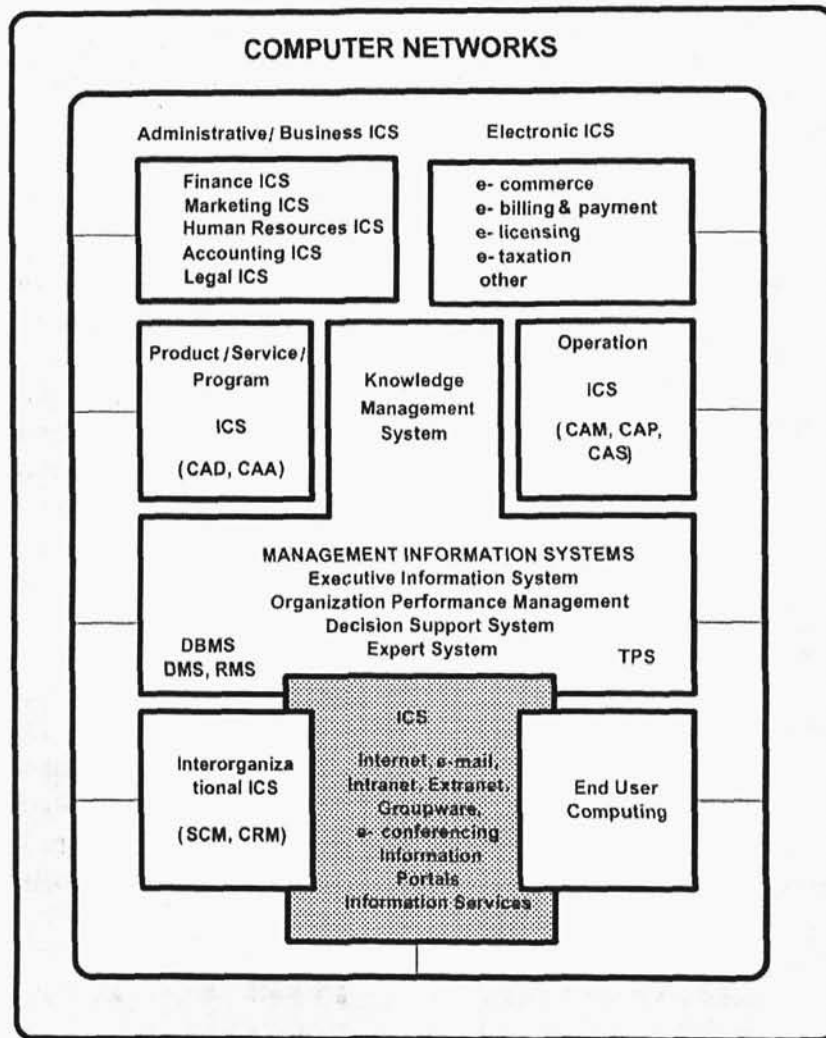 COMPUTER NETWORKS
Administrative/ Business ICS
Finance ICS
Marketing ICS
Human Resources ICS
Accounting ICS
Legal ICS
Electronic ICS
e- commerce
e- billing & payment
e- licensing
e- taxation
other
Product /Service/
Program
ICS
(CAD, CAA)
Knowledge
Management
System
Operation
ICS
(CAM, CAP,
CAS)
MANAGEMENT INFORMATION SYSTEMS
Executive Information System
Organization Performance Management
Decision Support System
Expert System
DBMS
DMS, RMS
TPS
Interorganiza
tional ICS
(SCM, CRM)
ICS
Internet, e-mail,
Intranet, Extranet,
Groupware,
e- conferencing
Information
Portals
Information Services
End User
Computing